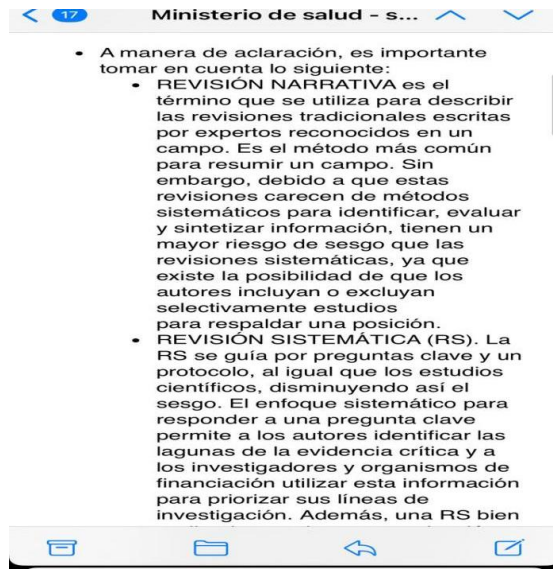 17 Ministerio de salud - s...
• A manera de aclaración, es importante
tomar en cuenta lo siguiente:
• REVISIÓN NARRATIVA es el
término que se utiliza para describir
las revisiones tradicionales escritas
por expertos reconocidos en un
campo. Es el método más común
para resumir un campo. Sin
embargo, debido a que estas
revisiones carecen de métodos
sistemáticos para identificar, evaluar
y sintetizar información, tienen un
mayor riesgo de sesgo que las
revisiones sistemáticas, ya que
existe la posibilidad de que los
autores incluyan o excluyan
selectivamente estudios
para respaldar una posición.
• REVISIÓN SISTEMÁTICA (RS). La
RS se guía por preguntas clave y un
protocolo, al igual que los estudios
científicos, disminuyendo así el
sesgo. El enfoque sistemático para
responder a una pregunta clave
permite a los autores identificar las
lagunas de la evidencia crítica y a
los investigadores y organismos de
financiación utilizar esta información
para priorizar sus líneas de
investigación. Además, una RS bien